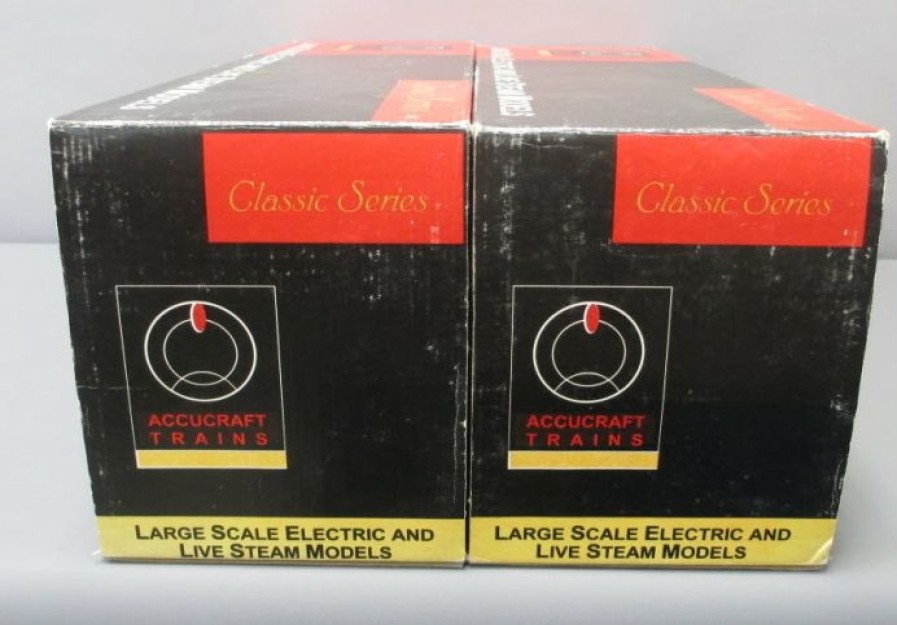 Classic Series
ACCUCRAFT
TRAINS
LARGE SCALE ELECTRIC AND
LIVE STEAM MODELS
Classic Series
ACCUCRAFT
TRAINS
LARGE SCALE ELECTRIC AND
LIVE STEAM MODELS